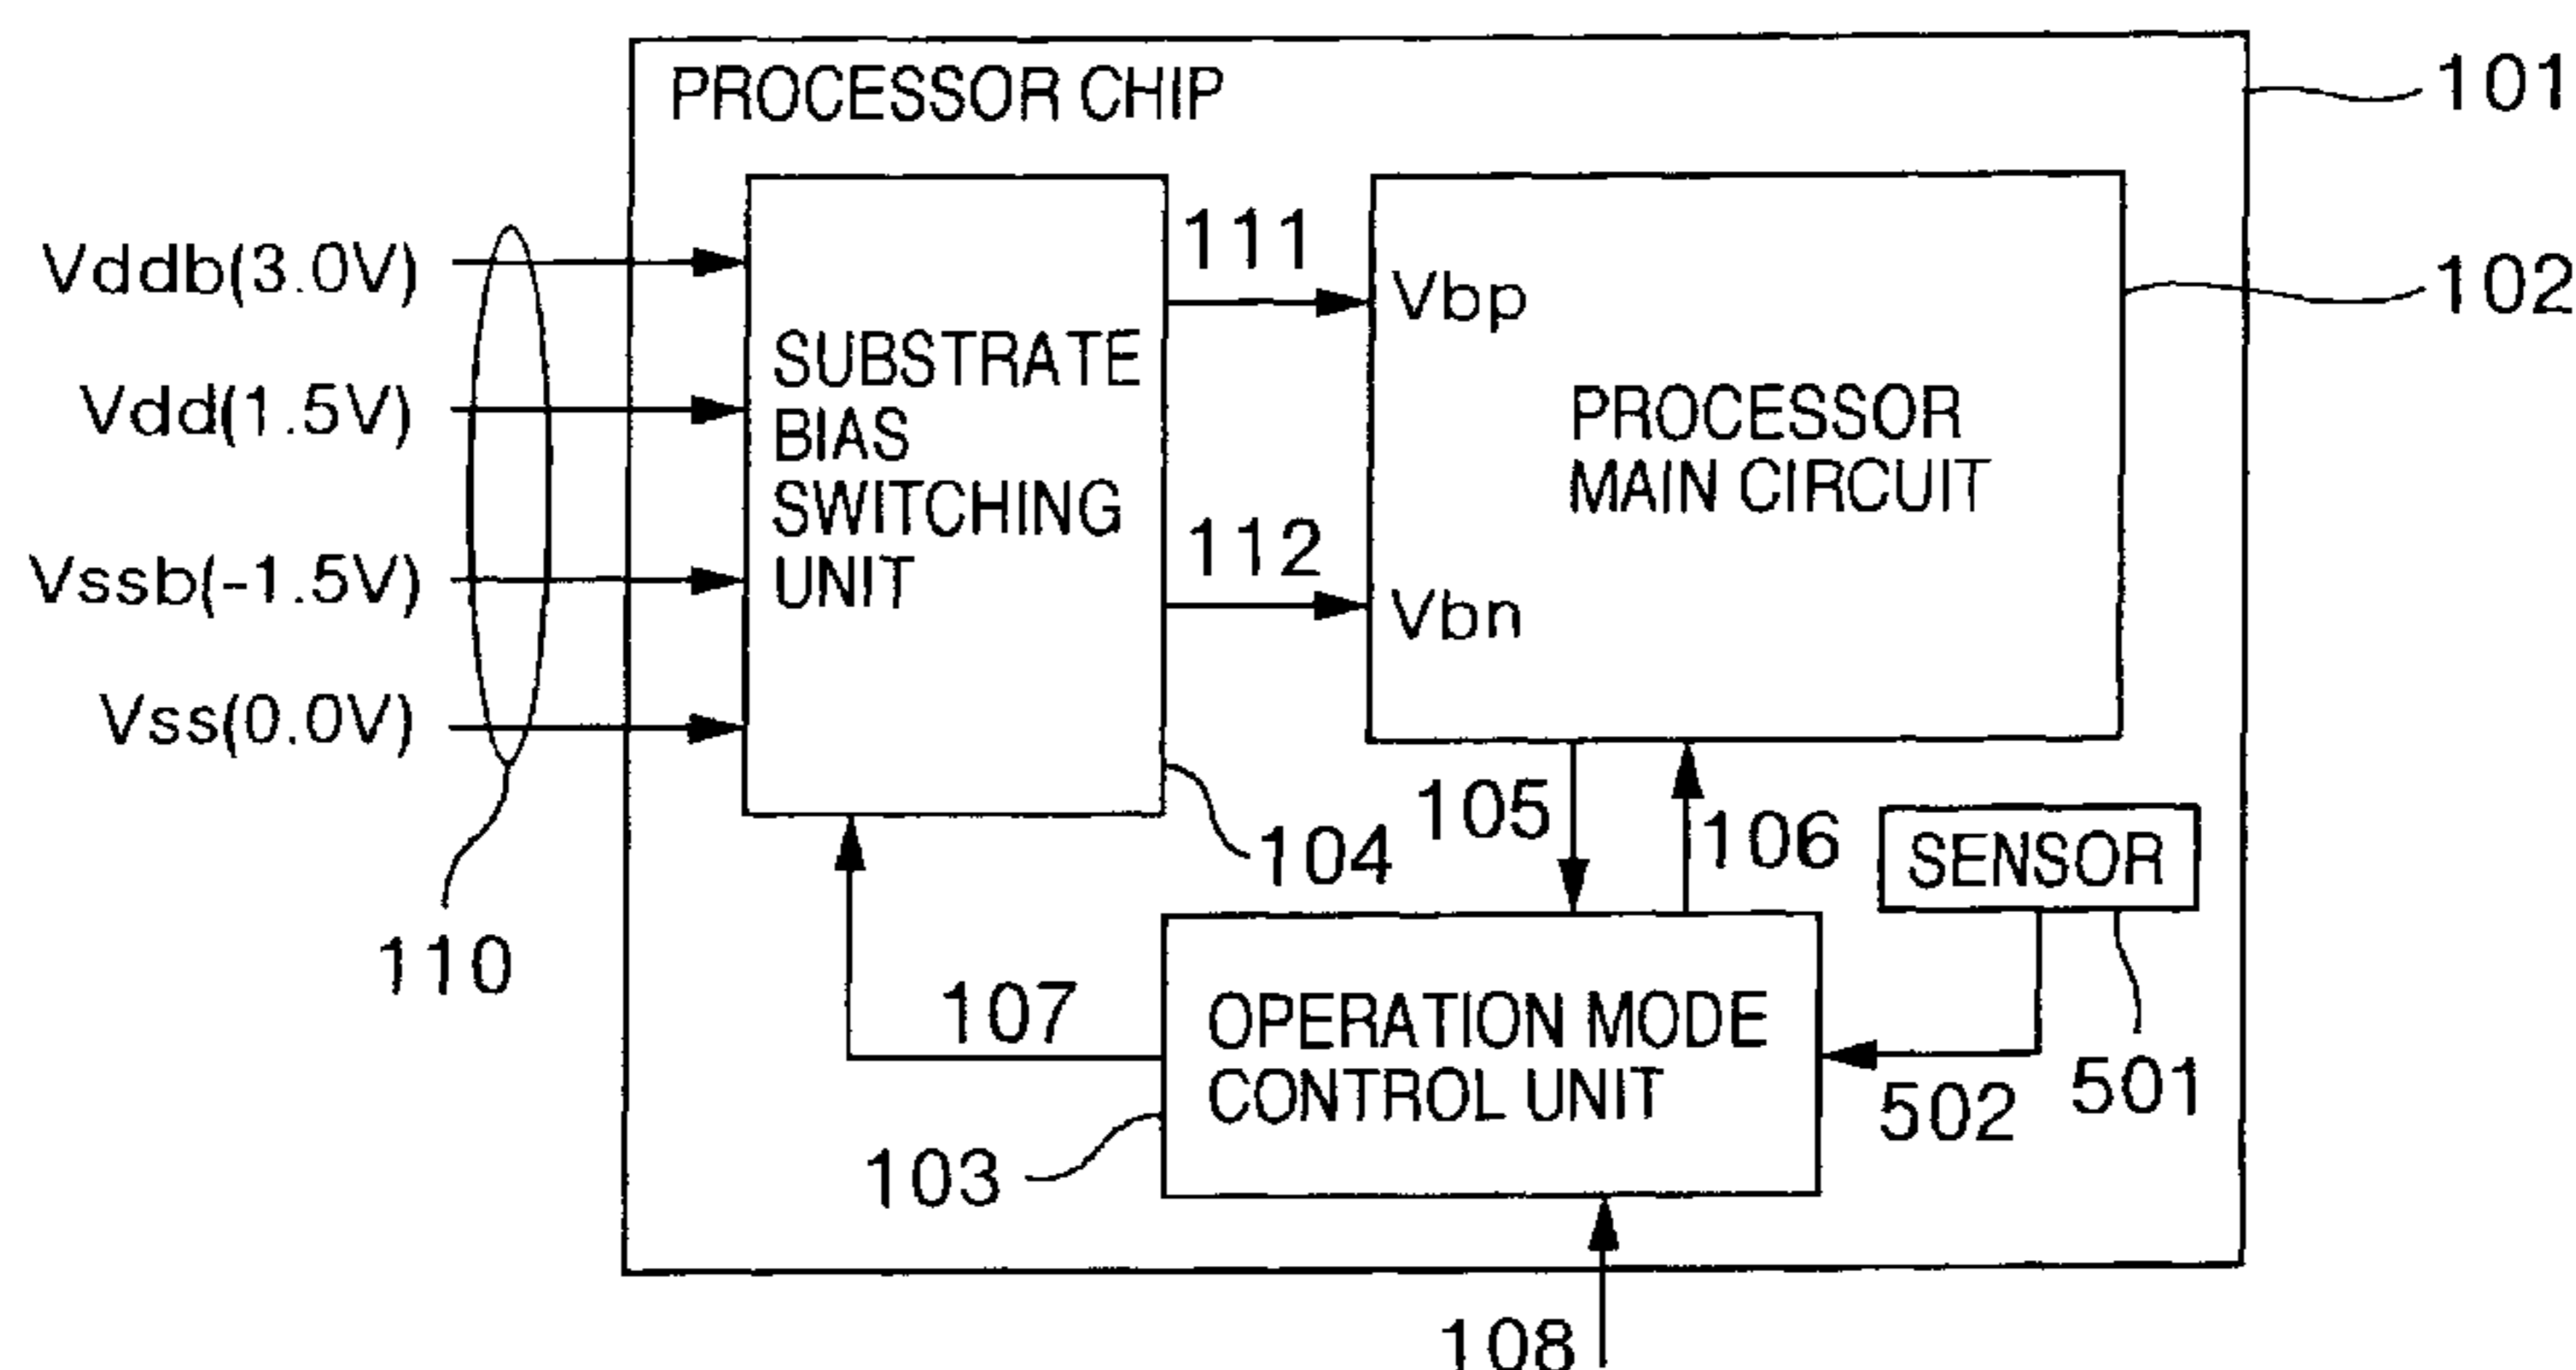 PROCESSOR CHIP
101
Vddb(3.0V)
Vdd(1.5V)
Vssb(-1.5V)
Vss(0.0V)
110
SUBSTRATE
BIAS
SWITCHING
UNIT
104
111
112
Vbp
Vbn
PROCESSOR
MAIN CIRCUIT
102
105
106
SENSOR
501
502
107
OPERATION MODE
CONTROL UNIT
103
108